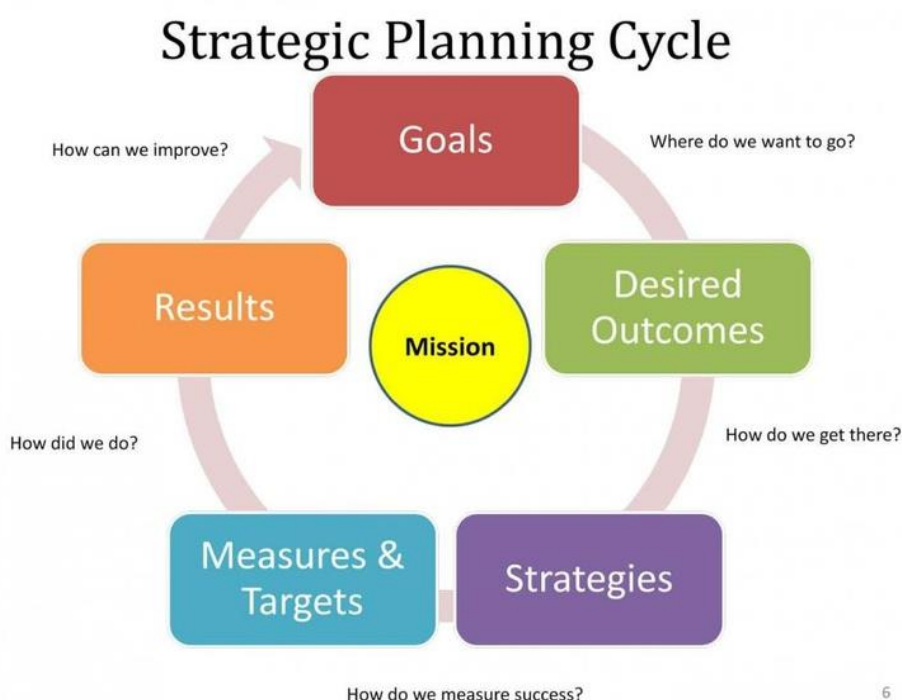 Strategic Planning Cycle
Goals
Where do we want to go?
Desired
Outcomes
How do we get there?
Strategies
How do we measure success?
Measures &
Targets
How did we do?
Results
How can we improve?
Mission
6